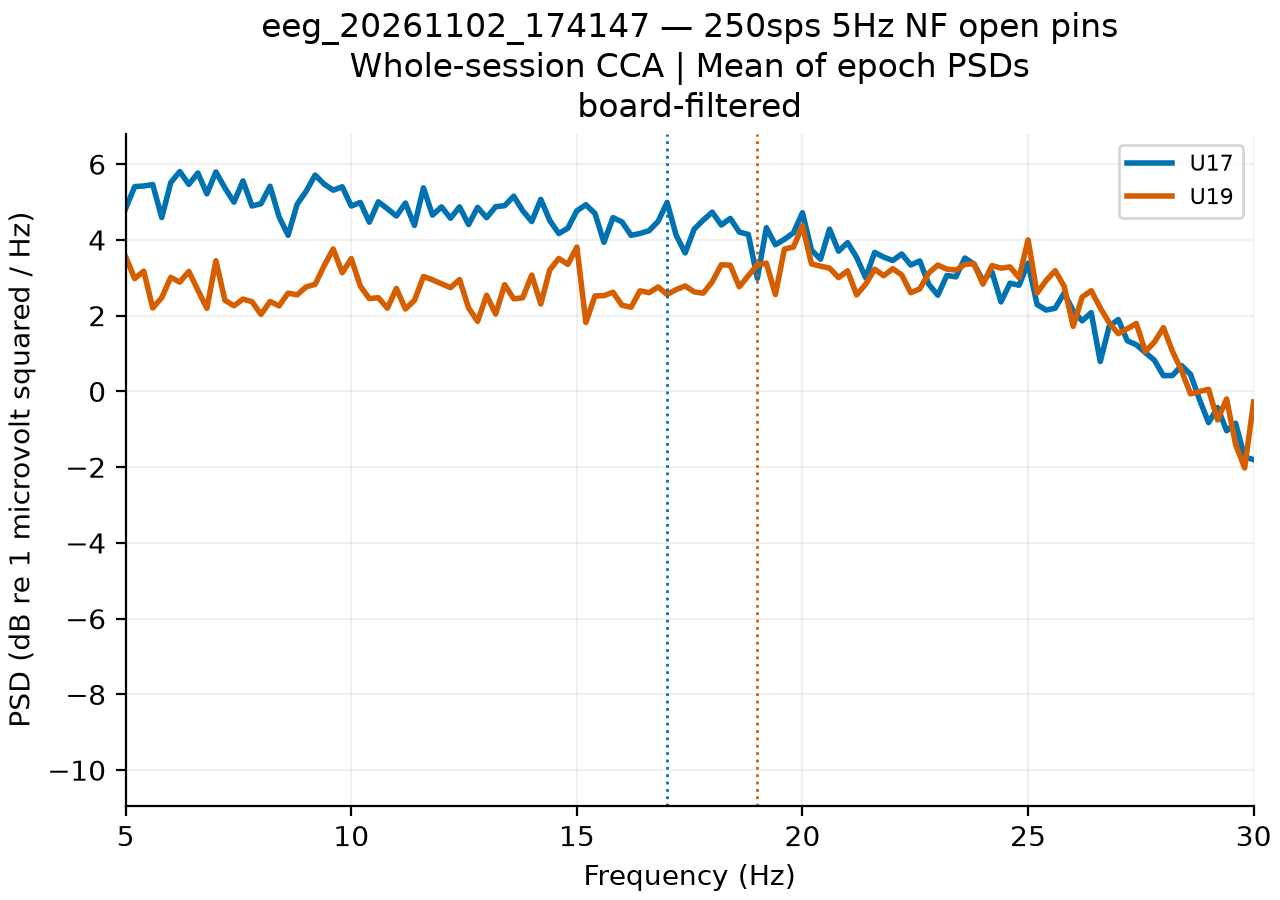 eeg_20261102_174147 — 250sps 5Hz NF open pins
Whole-session CCA | Mean of epoch PSDs
board-filtered
PSD (dB re 1 microvolt squared / Hz)
6
4
2
0
−2
−4
−6
−8
−10
U17
U19
5
10
15
20
25
30
Frequency (Hz)